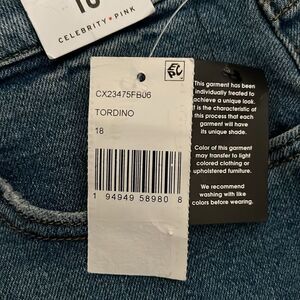 CELEBRITY PINK
CX23475FB06
TORDINO
18
1 94949 58980 8
This garment has been
individually treated to
achieve a unique look.
It is the characteristic of
this process that each
garment will have
its unique shade.
Color of this garment
may transfer to light
colored clothing or
upholstered furniture.
We recommend
washing with like
colors before wearing.